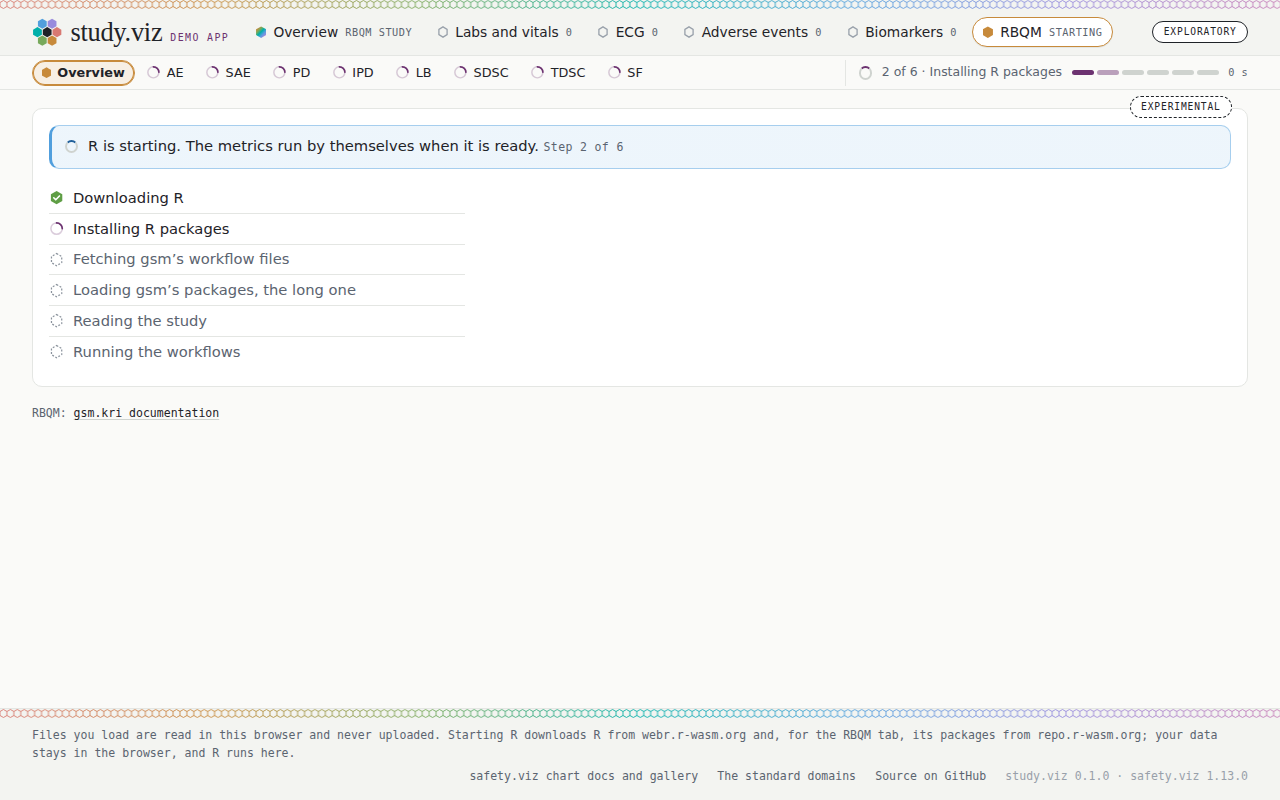 study.viz DEMO APP Overview RBQM STUDY Labs and vitals 0 ECG 0 Adverse events 0 Biomarkers 0 RBQM STARTING EXPLORATORY
Overview AE SAE PD IPD LB SDSC TDSC SF 2 of 6 · Installing R packages 0 s
EXPERIMENTAL
R is starting. The metrics run by themselves when it is ready. Step 2 of 6
Downloading R
Installing R packages
Fetching gsm’s workflow files
Loading gsm’s packages, the long one
Reading the study
Running the workflows
RBQM: gsm.kri documentation
Files you load are read in this browser and never uploaded. Starting R downloads R from webr.r-wasm.org and, for the RBQM tab, its packages from repo.r-wasm.org; your data
stays in the browser, and R runs here.
safety.viz chart docs and gallery The standard domains Source on GitHub study.viz 0.1.0 · safety.viz 1.13.0